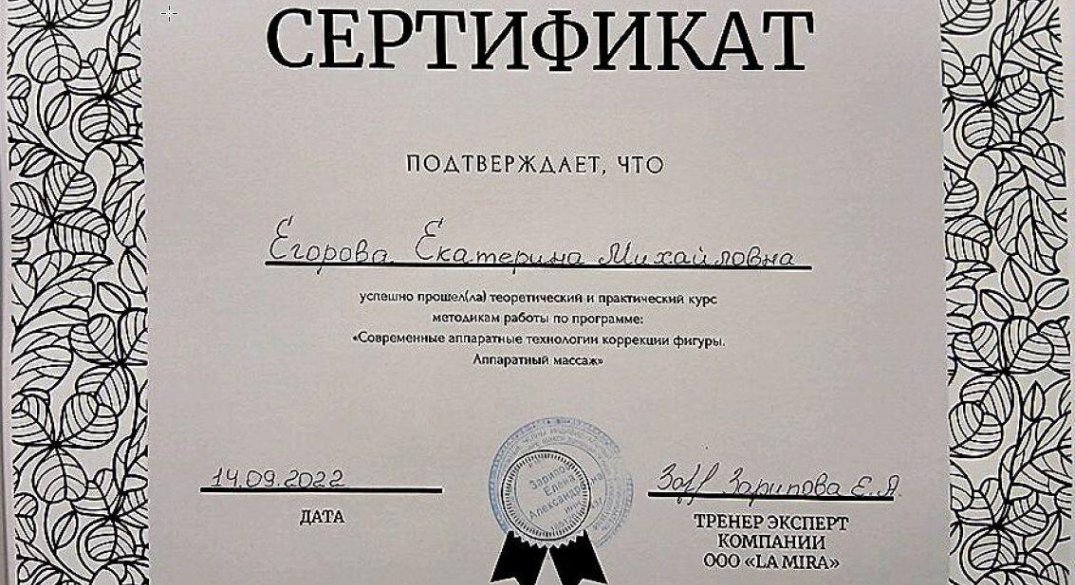 СЕРТИФИКАТ
ПОДТВЕРЖДАЕТ, ЧТО
Егорова Екатерина Михайловна
успешно прошел(ла) теоретический и практический курс
методикам работы по программе:
«Современные аппаратные технологии коррекции фигуры.
Аппаратный массаж»
14.09.2022
Зарипова Е.А.
ДАТА
Елена
ТРЕНЕР ЭКСПЕРТ
КОМПАНИИ
ООО «LA MIRA»